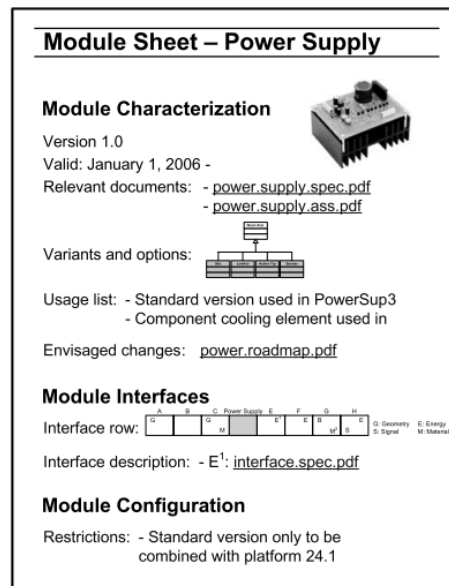 Module Sheet – Power Supply
Module Characterization
Version 1.0
Valid: January 1, 2006 -
Relevant documents: - power.supply.spec.pdf
- power.supply.ass.pdf
Variants and options:
Usage list: - Standard version used in PowerSup3
- Component cooling element used in
Envisaged changes: power.roadmap.pdf
Module Interfaces
A B C Power Supply E F G H
Interface row: G G M E¹ E B M² S E G: Geometry E: Energy
S: Signal M: Material
Interface description: - E¹: interface.spec.pdf
Module Configuration
Restrictions: - Standard version only to be
combined with platform 24.1